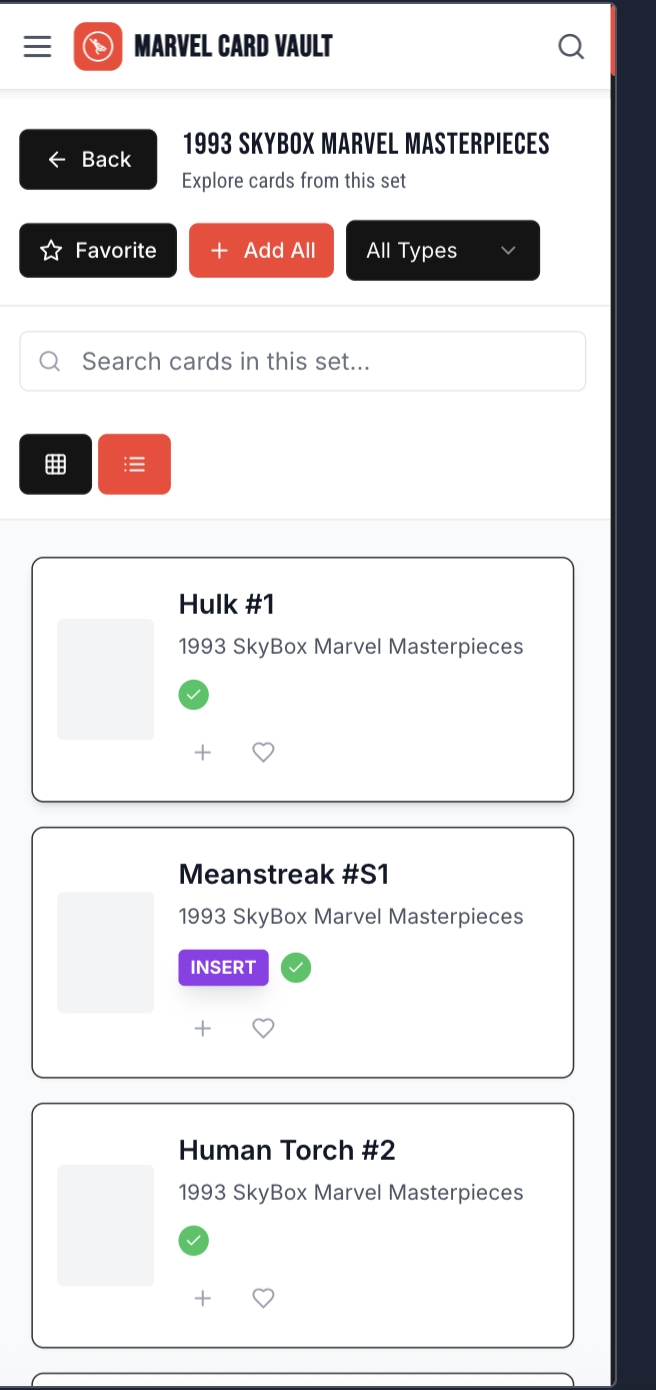 MARVEL CARD VAULT
Back
1993 SKYBOX MARVEL MASTERPIECES
Explore cards from this set
Favorite
Add All
All Types
Search cards in this set...
Hulk #1
1993 SkyBox Marvel Masterpieces
Meanstreak #S1
1993 SkyBox Marvel Masterpieces
INSERT
Human Torch #2
1993 SkyBox Marvel Masterpieces